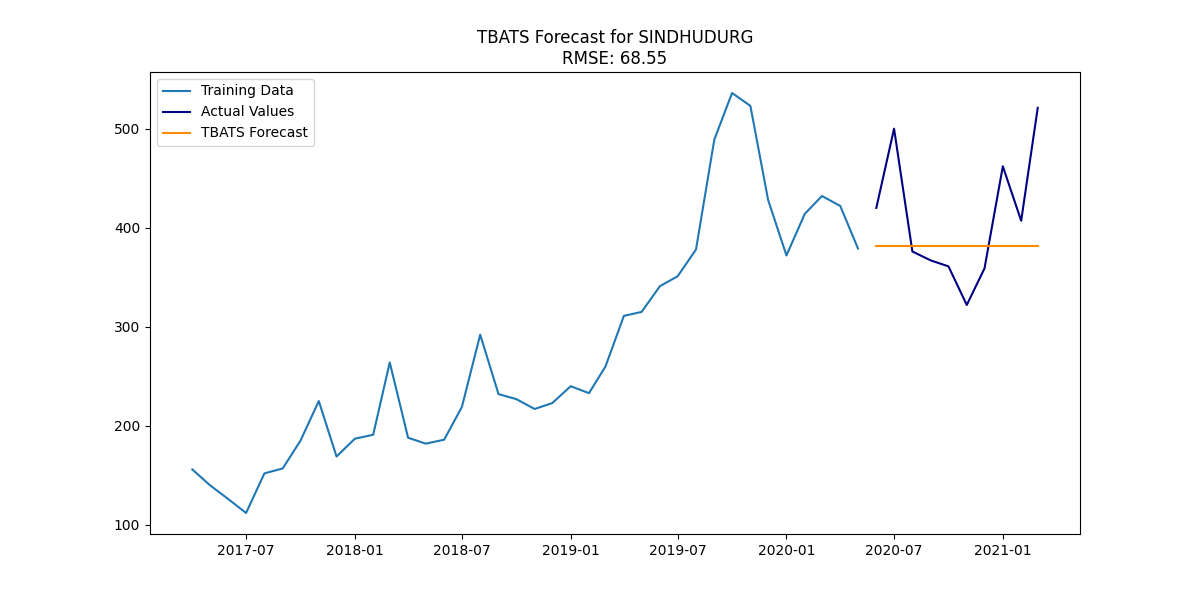 TBATS Forecast for SINDHUDURG
RMSE: 68.55
Training Data
Actual Values
TBATS Forecast
500
400
300
200
100
2017-07
2018-01
2018-07
2019-01
2019-07
2020-01
2020-07
2021-01